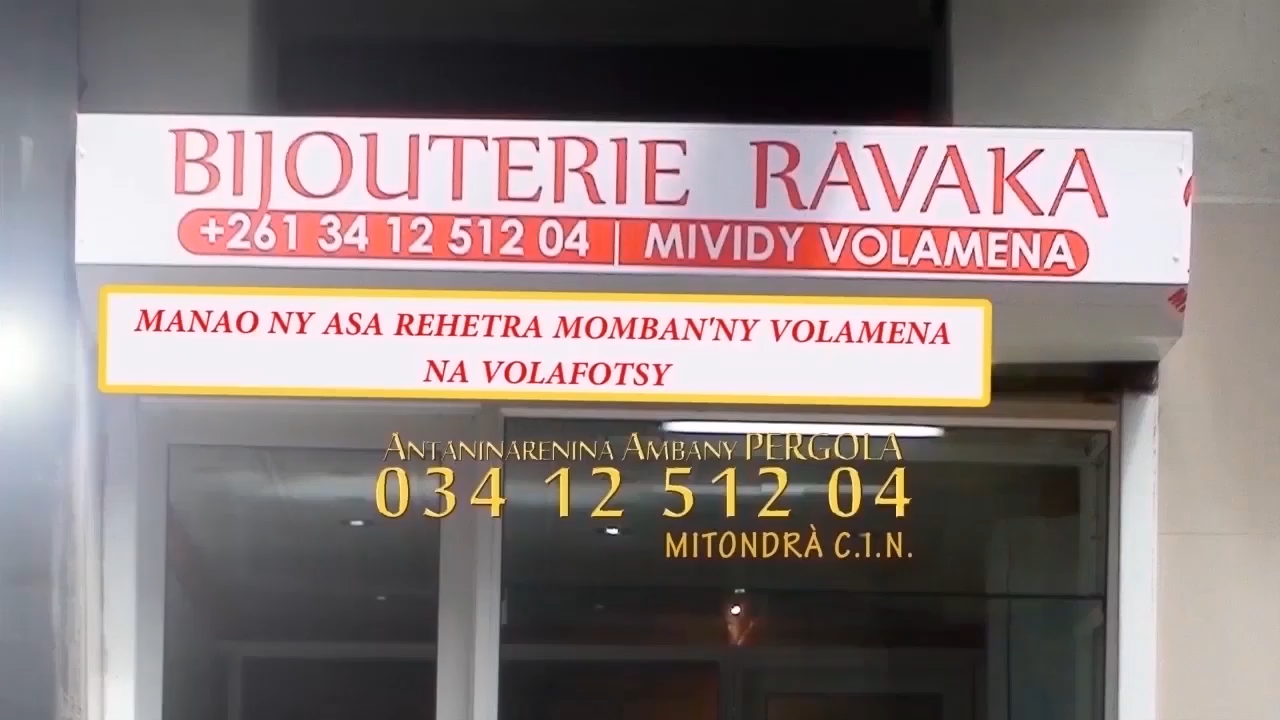 BIJOUTERIE RAVAKA
+261 34 12 512 04 | MIVIDY VOLAMENA
MANAO NY ASA REHETRA MOMBAN'NY VOLAMENA
NA VOLAFOTSY
ANTANINARENINA AMBANY PERGOLA
034 12 512 04
MITONDRÀ C.I.N.